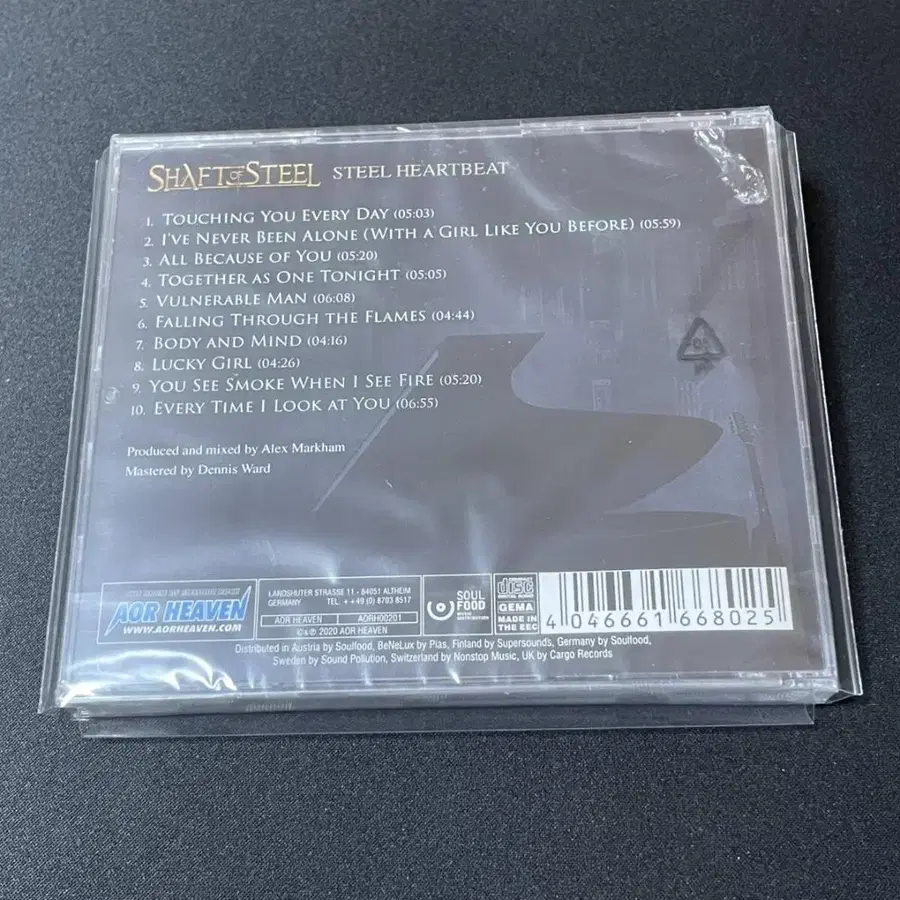 SHAFT OF STEEL STEEL HEARTBEAT
1. TOUCHING YOU EVERY DAY (05:03)
2. I'VE NEVER BEEN ALONE (WITH A GIRL LIKE YOU BEFORE) (05:59)
3. ALL BECAUSE OF YOU (05:20)
4. TOGETHER AS ONE TONIGHT (05:05)
5. VULNERABLE MAN (06:08)
6. FALLING THROUGH THE FLAMES (04:44)
7. BODY AND MIND (04:16)
8. LUCKY GIRL (04:26)
9. YOU SEE SMOKE WHEN I SEE FIRE (05:20)
10. EVERY TIME I LOOK AT YOU (06:55)
Produced and mixed by Alex Markham
Mastered by Dennis Ward
AOR HEAVEN
WWW.AORHEAVEN.COM
LANDSHUTER STRASSE 11 - 84051 ALTHEIM
GERMANY TEL. ++49 (0) 8703 8517
AOR HEAVEN AORH00201
©&℗ 2020 AOR HEAVEN
SOUL
FOOD
MUSIC DISTRIBUTION
COMPACT
disc
DIGITAL AUDIO
GEMA
MADE IN
THE EEC
4 046661 668025
Distributed in Austria by Soulfood, BeNeLux by Pias, Finland by Supersounds, Germany by Soulfood,
Sweden by Sound Pollution, Switzerland by Nonstop Music, UK by Cargo Records